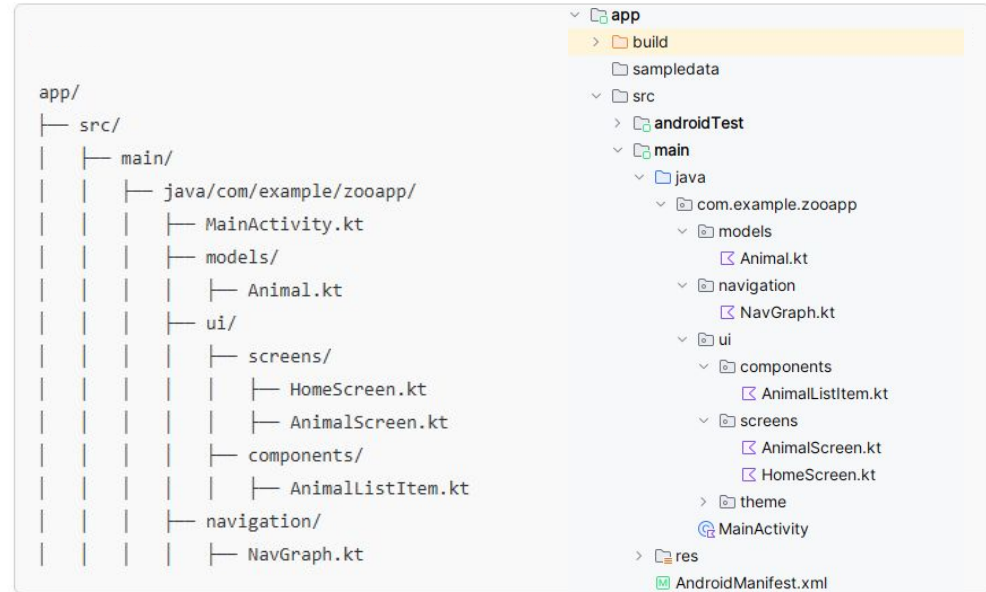 app/
├── src/
│   ├── main/
│   │   ├── java/com/example/zooapp/
│   │   │   ├── MainActivity.kt
│   │   │   ├── models/
│   │   │   │   ├── Animal.kt
│   │   │   ├── ui/
│   │   │   │   ├── screens/
│   │   │   │   │   ├── HomeScreen.kt
│   │   │   │   │   ├── AnimalScreen.kt
│   │   │   │   ├── components/
│   │   │   │   │   ├── AnimalListItem.kt
│   │   │   ├── navigation/
│   │   │   │   ├── NavGraph.kt
app
build
sampledata
src
androidTest
main
java
com.example.zooapp
models
Animal.kt
navigation
NavGraph.kt
ui
components
AnimalListItem.kt
screens
AnimalScreen.kt
HomeScreen.kt
theme
MainActivity
res
AndroidManifest.xml